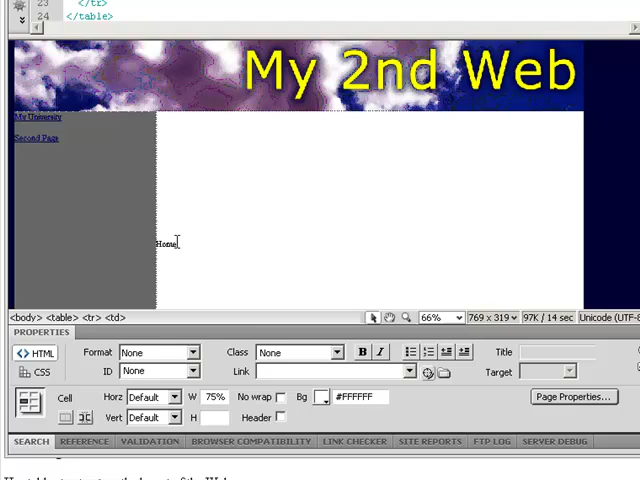 23 </tr>
24 </table>
My 2nd Web
My University
Second Page
Home
<body> <table> <tr> <td>
66% 769 x 319 97K / 14 sec Unicode (UTF-8
PROPERTIES
<> HTML Format None Class None B I Title
CSS ID None Link Target
Cell Horz Default W 75% No wrap Bg #FFFFFF Page Properties...
Vert Default H Header
SEARCH REFERENCE VALIDATION BROWSER COMPATIBILITY LINK CHECKER SITE REPORTS FTP LOG SERVER DEBUG